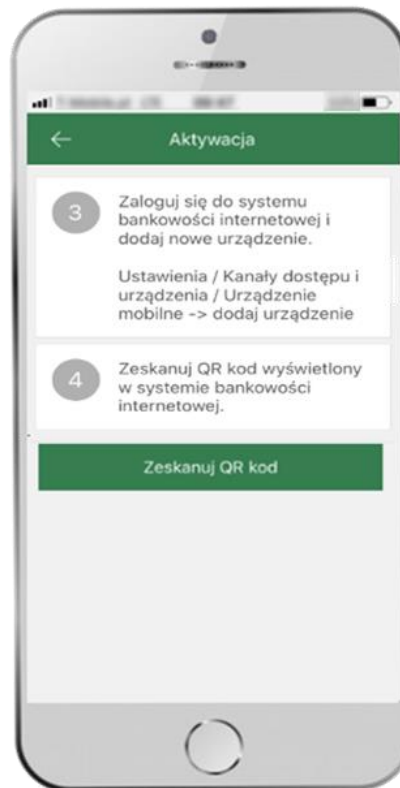 Aktywacja
3
Zaloguj się do systemu
bankowości internetowej i
dodaj nowe urządzenie.
Ustawienia / Kanały dostępu i
urządzenia / Urządzenie
mobilne -> dodaj urządzenie
4
Zeskanuj QR kod wyświetlony
w systemie bankowości
internetowej.
Zeskanuj QR kod